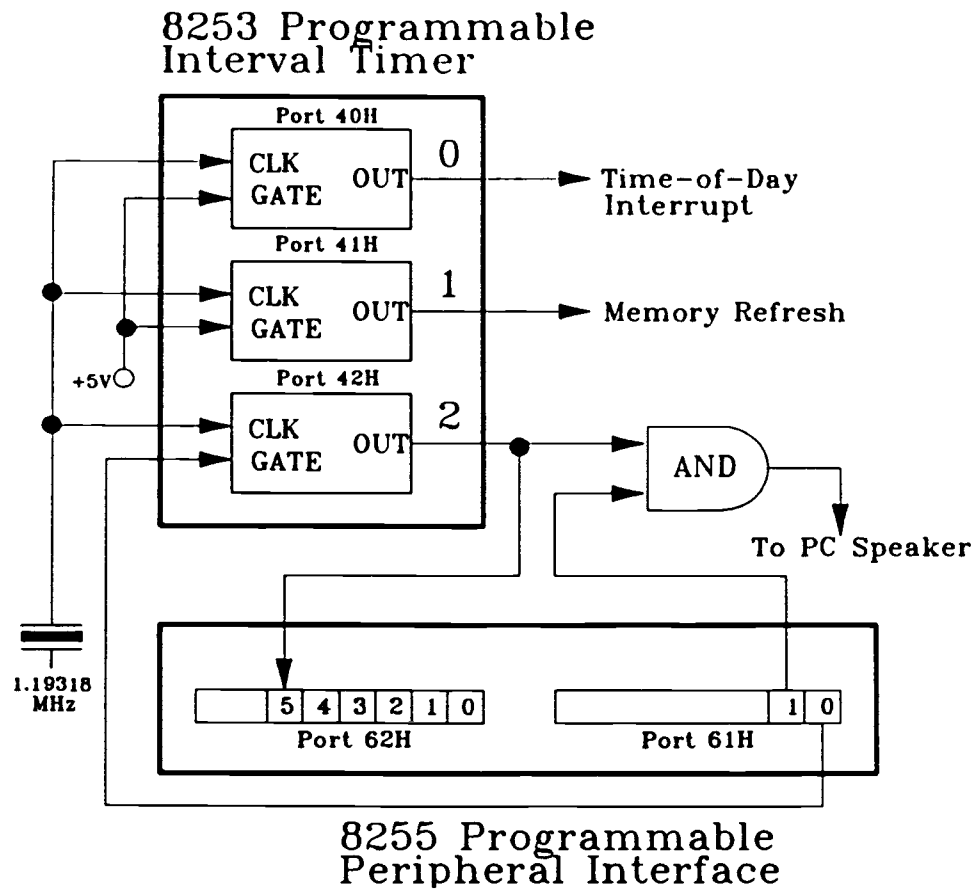 8253 Programmable
Interval Timer
Port 40H
CLK
GATE
OUT
0
Time-of-Day
Interrupt
Port 41H
CLK
GATE
OUT
1
Memory Refresh
+5V
Port 42H
CLK
GATE
OUT
2
AND
To PC Speaker
1.19318
MHz
5 4 3 2 1 0
Port 62H
1 0
Port 61H
8255 Programmable
Peripheral Interface